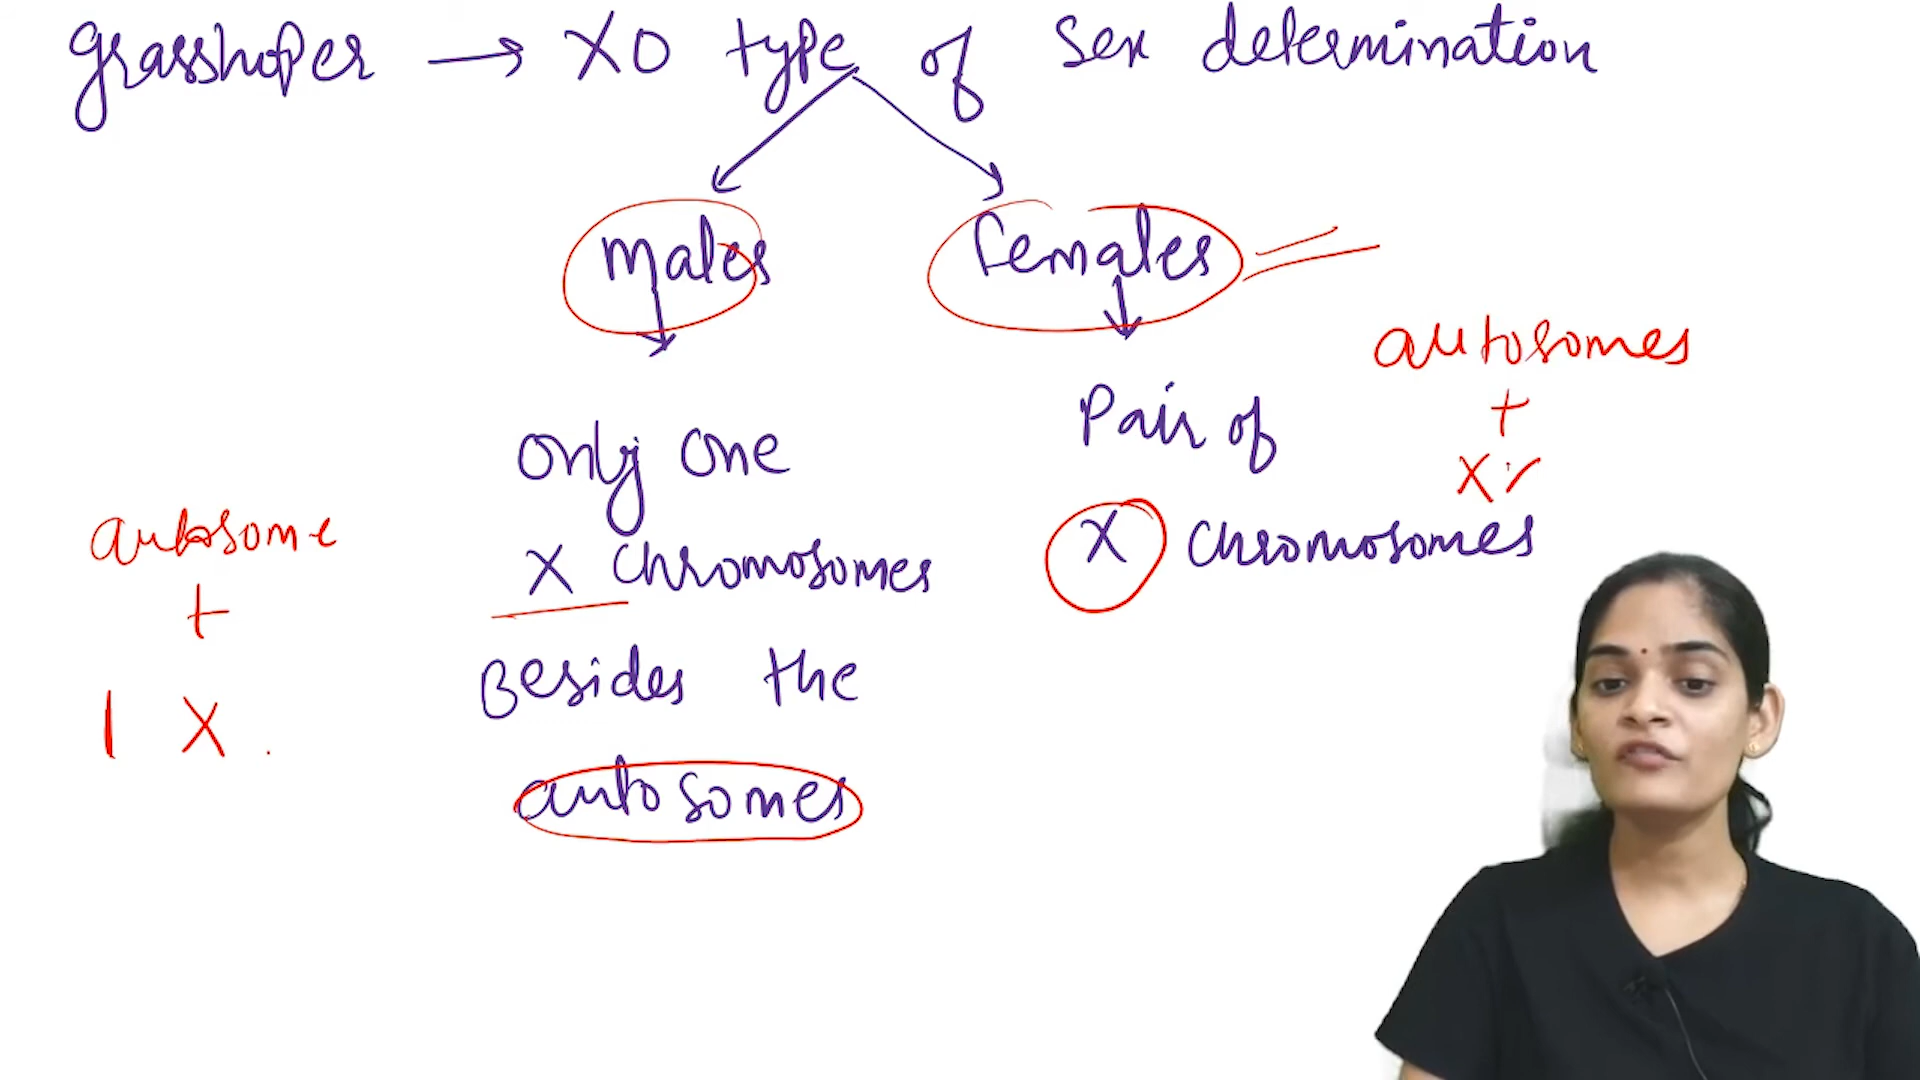 grasshoper → XO type of sex determination
Males
Females
Only one
X chromosomes
Besides the
autosomes
Pair of
X chromosomes
autosomes
+
XX
autosome
+
1 X